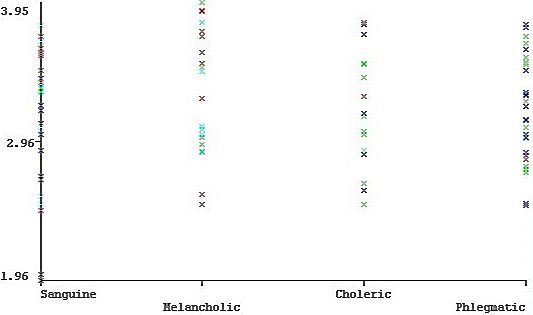 3.95
2.96
1.96
Sanguine
Choleric
Melancholic
Phlegmatic